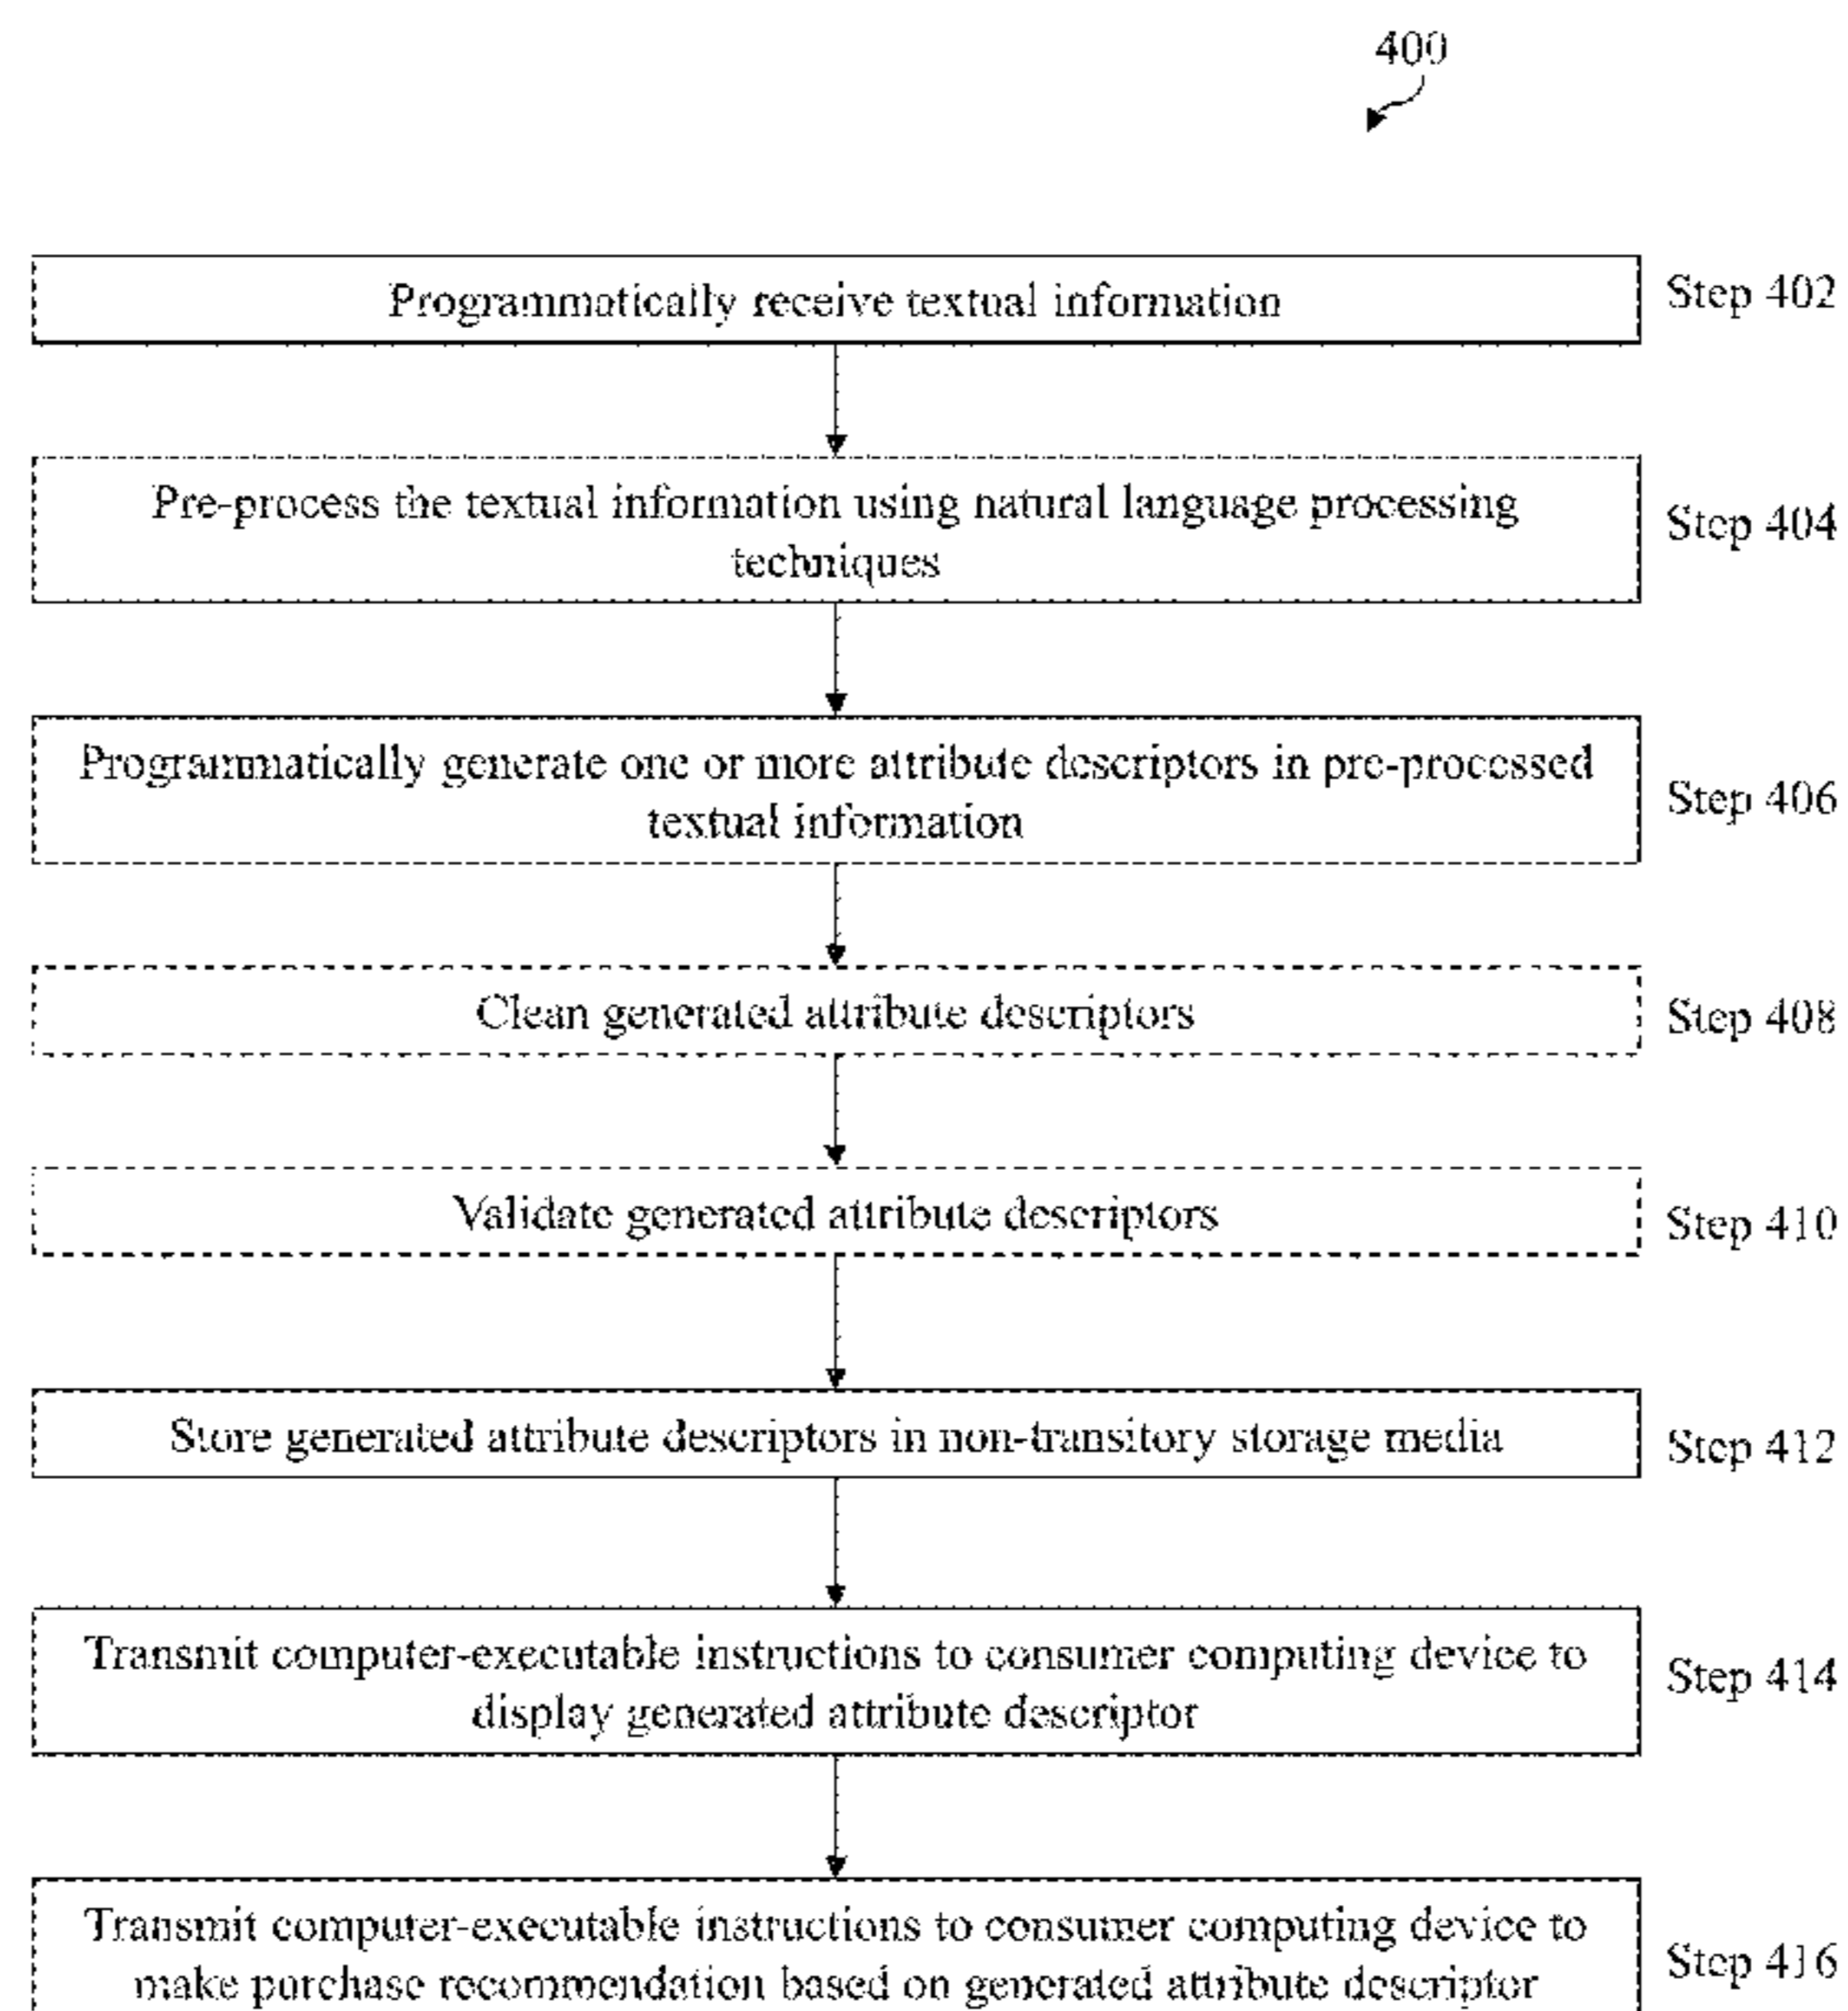 400
Programmatically receive textual information
Step 402
Pre-process the textual information using natural language processing
techniques
Step 404
Programmatically generate one or more attribute descriptors in pre-processed
textual information
Step 406
Clean generated attribute descriptors
Step 408
Validate generated attribute descriptors
Step 410
Store generated attribute descriptors in non-transitory storage media
Step 412
Transmit computer-executable instructions to consumer computing device to
display generated attribute descriptor
Step 414
Transmit computer-executable instructions to consumer computing device to
make purchase recommendation based on generated attribute descriptor
Step 416